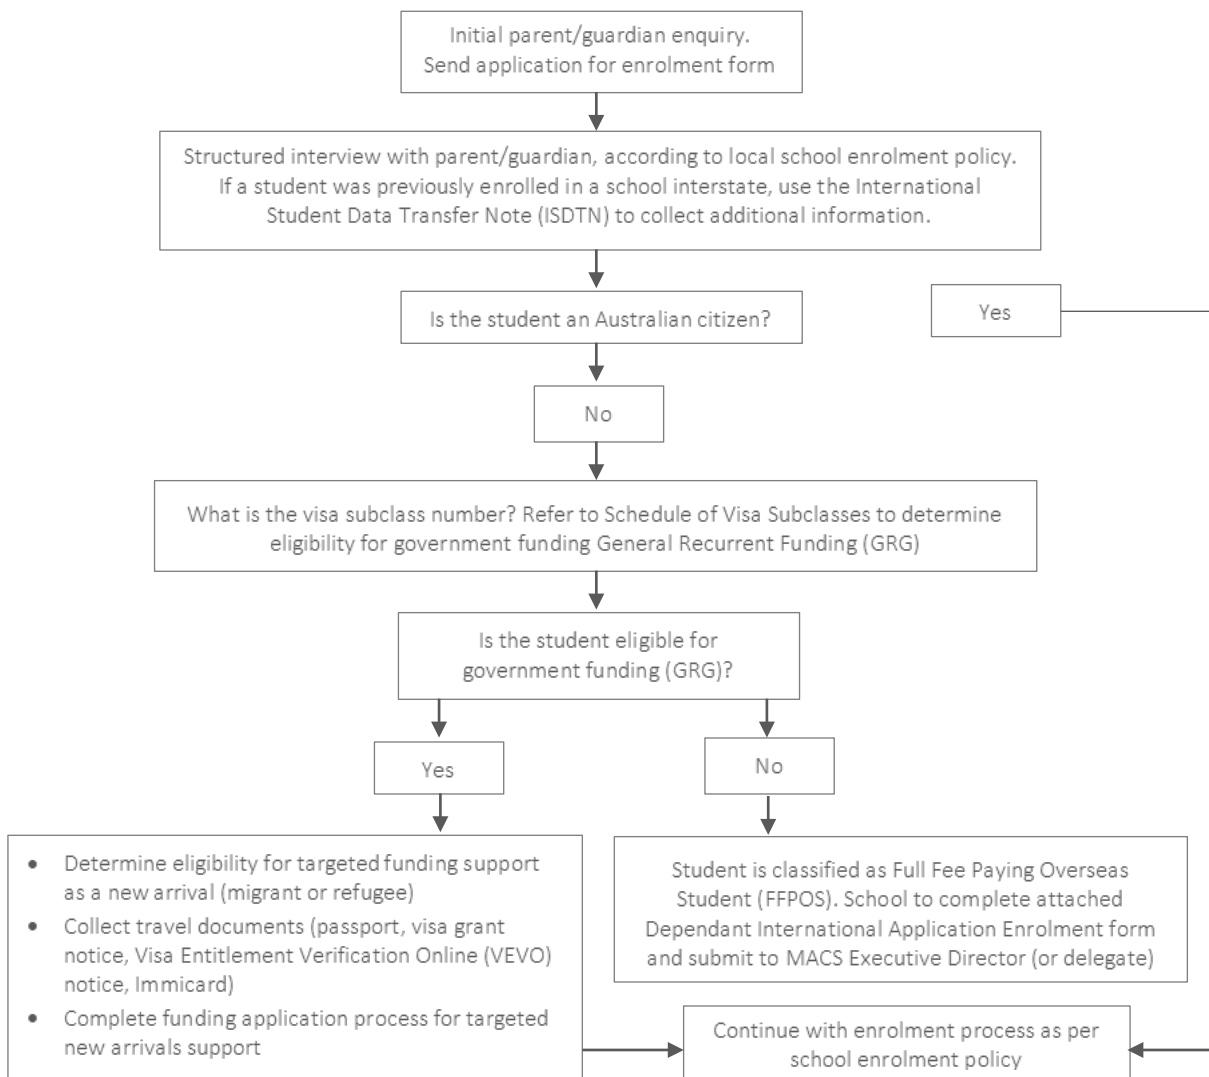 Initial parent/guardian enquiry.
Send application for enrolment form
Structured interview with parent/guardian, according to local school enrolment policy.
If a student was previously enrolled in a school interstate, use the International
Student Data Transfer Note (ISDTN) to collect additional information.
Is the student an Australian citizen?
Yes
No
What is the visa subclass number? Refer to Schedule of Visa Subclasses to determine
eligibility for government funding General Recurrent Funding (GRG)
Is the student eligible for
government funding (GRG)?
Yes
No
• Determine eligibility for targeted funding support
as a new arrival (migrant or refugee)
• Collect travel documents (passport, visa grant
notice, Visa Entitlement Verification Online (VEVO)
notice, Immicard)
• Complete funding application process for targeted
new arrivals support
Student is classified as Full Fee Paying Overseas
Student (FFPOS). School to complete attached
Dependant International Application Enrolment form
and submit to MACS Executive Director (or delegate)
Continue with enrolment process as per
school enrolment policy